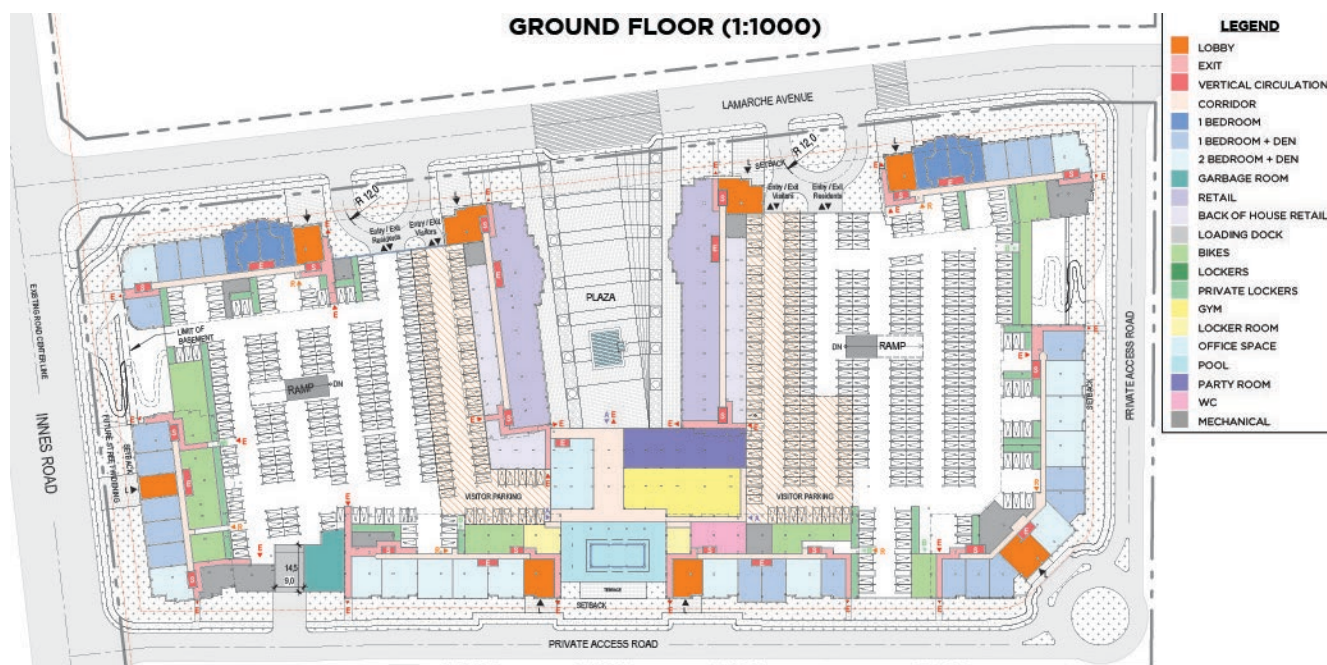 GROUND FLOOR (1:1000)
LEGEND
LOBBY
EXIT
VERTICAL CIRCULATION
CORRIDOR
1 BEDROOM
1 BEDROOM + DEN
2 BEDROOM + DEN
GARBAGE ROOM
RETAIL
BACK OF HOUSE RETAIL
LOADING DOCK
BIKES
LOCKERS
PRIVATE LOCKERS
GYM
LOCKER ROOM
OFFICE SPACE
POOL
PARTY ROOM
WC
MECHANICAL
LAMARCHE AVENUE
R 12,0
R 12,0
SETBACK
Entry / Exit
Visitors
Entry / Exit
Residents
Entry / Exit
Residents
Entry / Exit
Visitors
PLAZA
EXISTING ROAD CENTER LINE
LIMIT OF
BASEMENT
RAMP
DN
DN
RAMP
INNES ROAD
FUTURE STREET WIDENING
SETBACK
PRIVATE ACCESS ROAD
SETBACK
VISITOR PARKING
VISITOR PARKING
14,5
9,0
TERRACE
SETBACK
PRIVATE ACCESS ROAD